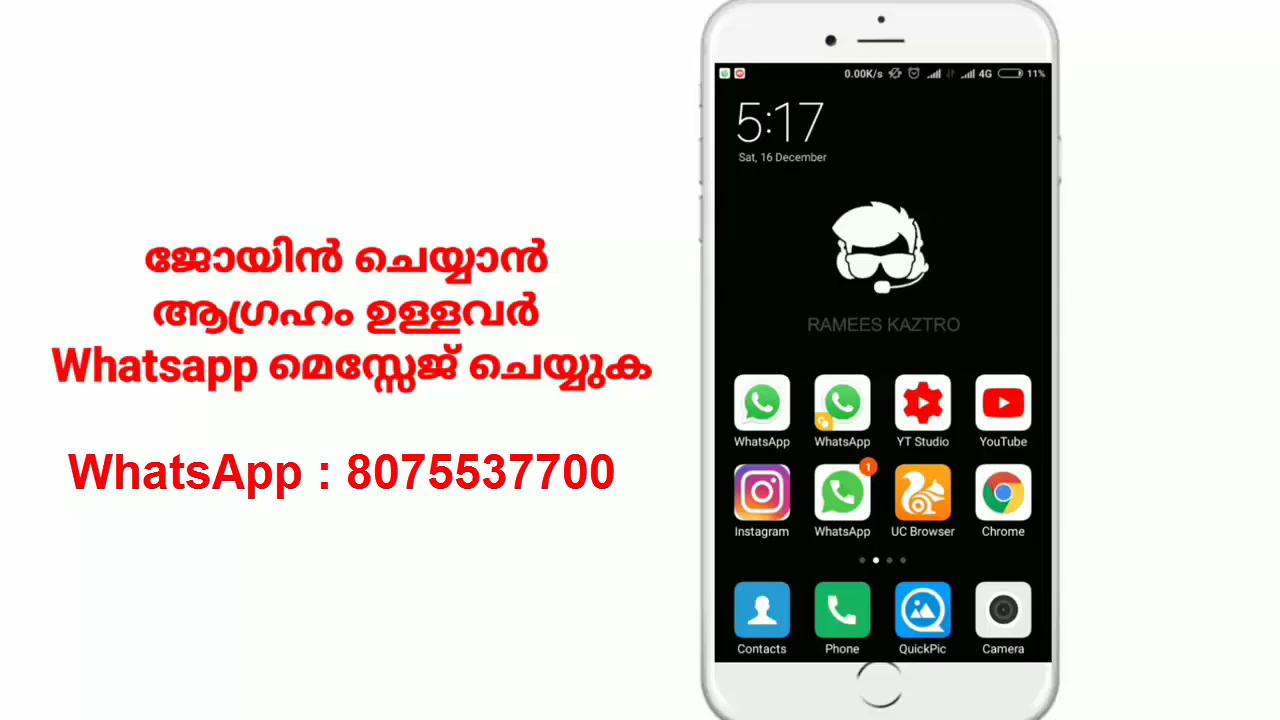 ജോയിൻ ചെയ്യാൻ
ആഗ്രഹം ഉള്ളവർ
Whatsapp മെസ്സേജ് ചെയ്യുക
WhatsApp : 8075537700
0.00K/s 4G 11%
5:17
Sat, 16 December
RAMEES KAZTRO
WhatsApp WhatsApp YT Studio YouTube
1
Instagram WhatsApp UC Browser Chrome
Contacts Phone QuickPic Camera